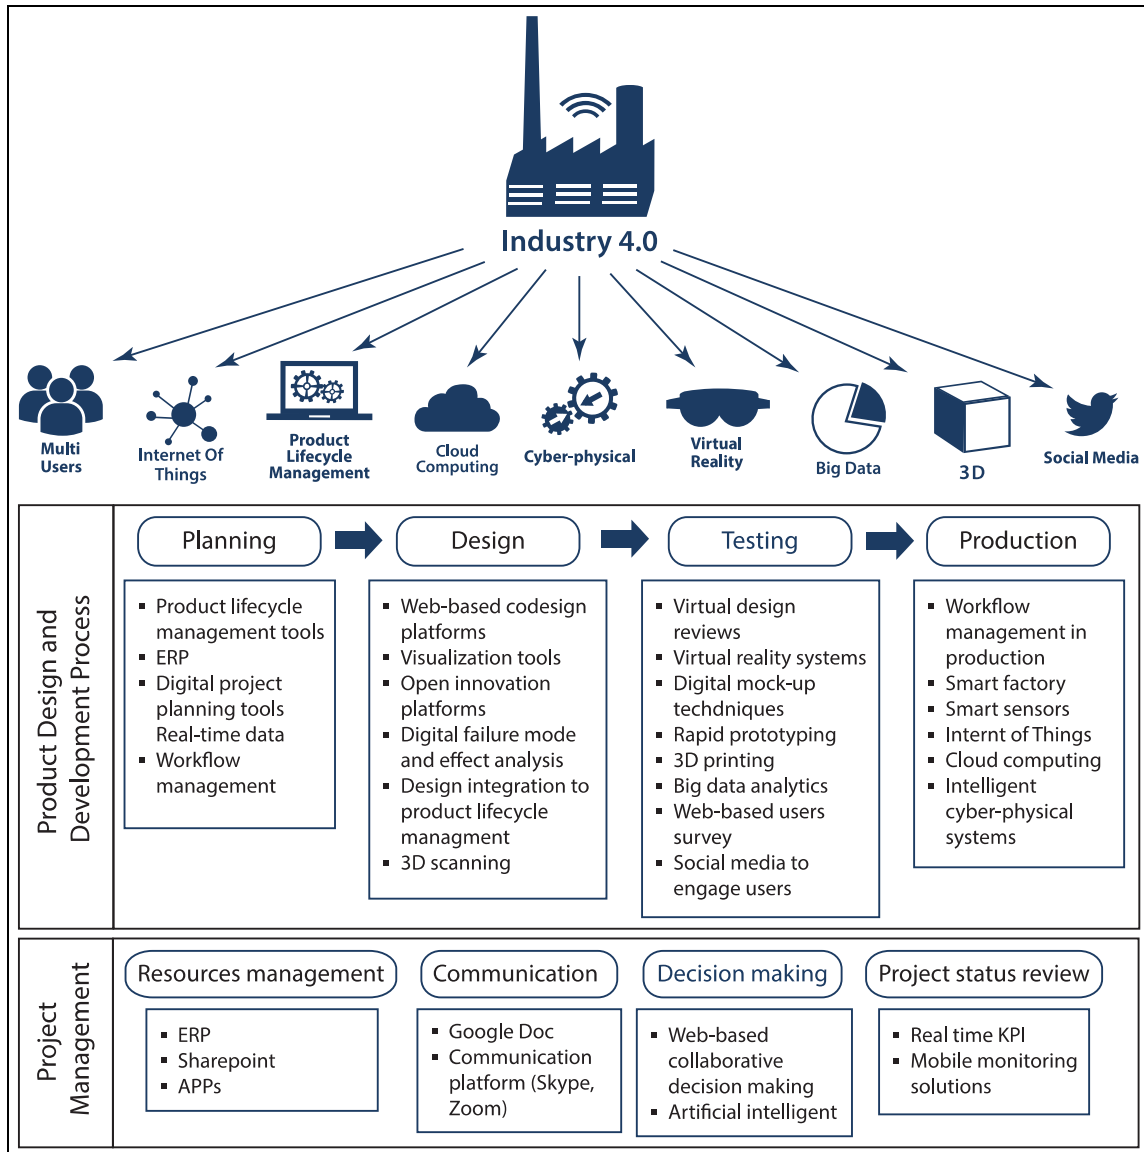 Industry 4.0
Multi
Users
Internet Of
Things
Product
Lifecycle
Management
Cloud
Computing
Cyber-physical
Virtual
Reality
Big Data
3D
Social Media
Product Design and
Development Process
Planning
Design
Testing
Production
▪ Product lifecycle
management tools
▪ ERP
▪ Digital project
planning tools
Real-time data
▪ Workflow
management
▪ Web-based codesign
platforms
▪ Visualization tools
▪ Open innovation
platforms
▪ Digital failure mode
and effect analysis
▪ Design integration to
product lifecycle
managment
▪ 3D scanning
▪ Virtual design
reviews
▪ Virtual reality systems
▪ Digital mock-up
techdniques
▪ Rapid prototyping
▪ 3D printing
▪ Big data analytics
▪ Web-based users
survey
▪ Social media to
engage users
▪ Workflow
management in
production
▪ Smart factory
▪ Smart sensors
▪ Internt of Things
▪ Cloud computing
▪ Intelligent
cyber-physical
systems
Project
Management
Resources management
Communication
Decision making
Project status review
▪ ERP
▪ Sharepoint
▪ APPs
▪ Google Doc
▪ Communication
platform (Skype,
Zoom)
▪ Web-based
collaborative
decision making
▪ Artificial intelligent
▪ Real time KPI
▪ Mobile monitoring
solutions